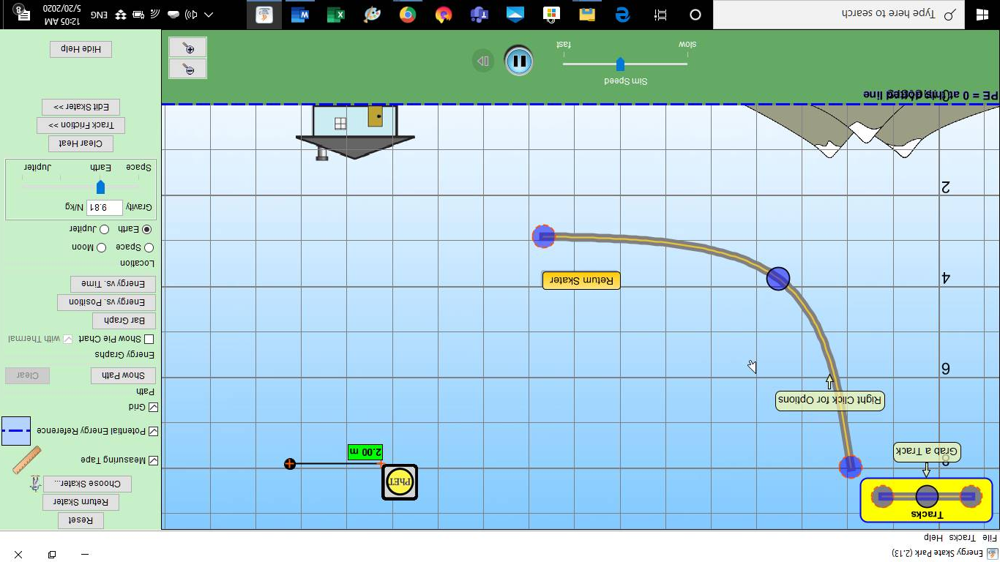 Energy Skate Park (2.13)
File Tracks Help
Tracks
Grab a Track
8
Right Click for Options
6
Return Skater
4
2
0
PE = 0 at this dotted line
Sim Speed
slow
fast
PhET
2.00 m
Reset
Return Skater
Choose Skater...
Measuring Tape
Potential Energy Reference
Grid
Path
Show Path
Clear
Energy Graphs
Show Pie Chart
with Thermal
Bar Graph
Energy vs. Position
Energy vs. Time
Location
Space
Moon
Earth
Jupiter
Gravity
9.81
N/kg
Space
Earth
Jupiter
Clear Heat
Track Friction >>
Edit Skater >>
Hide Help
Type here to search
ENG
12:05 AM
5/20/2020
8